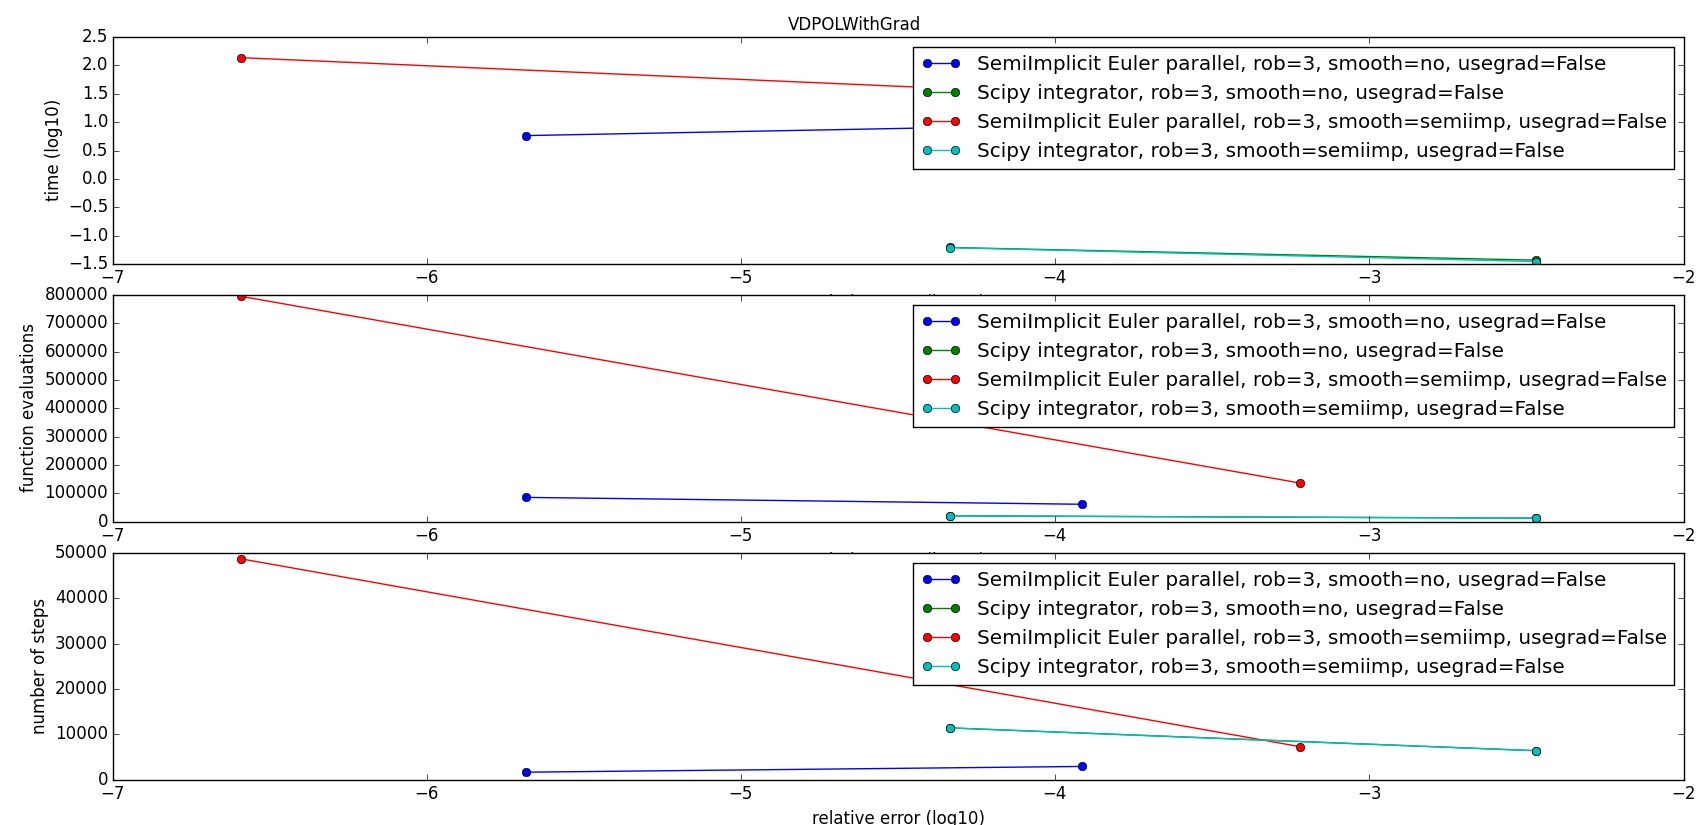 VDPOLWithGrad
2.5
2.0
1.5
1.0
0.5
0.0
−0.5
−1.0
−1.5
time (log10)
SemiImplicit Euler parallel, rob=3, smooth=no, usegrad=False
Scipy integrator, rob=3, smooth=no, usegrad=False
SemiImplicit Euler parallel, rob=3, smooth=semiimp, usegrad=False
Scipy integrator, rob=3, smooth=semiimp, usegrad=False
−7 −6 −5 −4 −3 −2
800000
700000
600000
500000
400000
300000
200000
100000
0
function evaluations
SemiImplicit Euler parallel, rob=3, smooth=no, usegrad=False
Scipy integrator, rob=3, smooth=no, usegrad=False
SemiImplicit Euler parallel, rob=3, smooth=semiimp, usegrad=False
Scipy integrator, rob=3, smooth=semiimp, usegrad=False
−7 −6 −5 −4 −3 −2
50000
40000
30000
20000
10000
0
number of steps
SemiImplicit Euler parallel, rob=3, smooth=no, usegrad=False
Scipy integrator, rob=3, smooth=no, usegrad=False
SemiImplicit Euler parallel, rob=3, smooth=semiimp, usegrad=False
Scipy integrator, rob=3, smooth=semiimp, usegrad=False
−7 −6 −5 −4 −3 −2
relative error (log10)